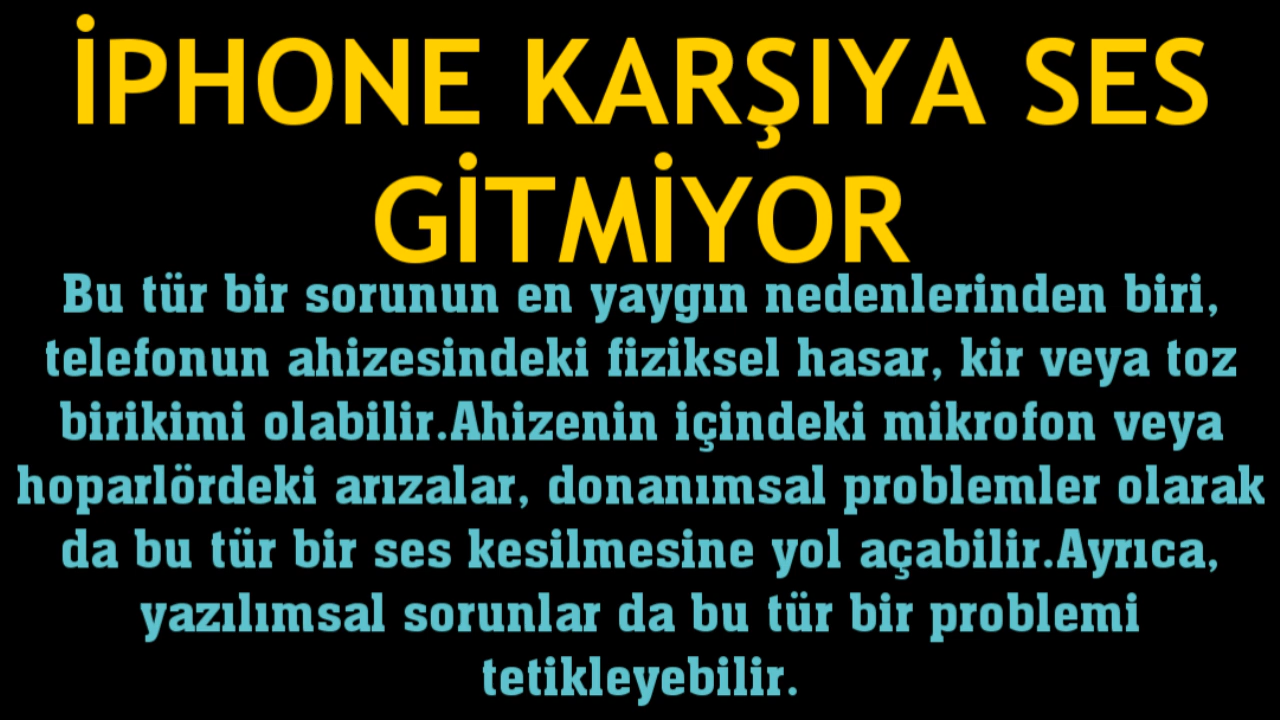 İPHONE KARŞIYA SES
GİTMİYOR
Bu tür bir sorunun en yaygın nedenlerinden biri,
telefonun ahizesindeki fiziksel hasar, kir veya toz
birikimi olabilir.Ahizenin içindeki mikrofon veya
hoparlördeki arızalar, donanımsal problemler olarak
da bu tür bir ses kesilmesine yol açabilir.Ayrıca,
yazılımsal sorunlar da bu tür bir problemi
tetikleyebilir.